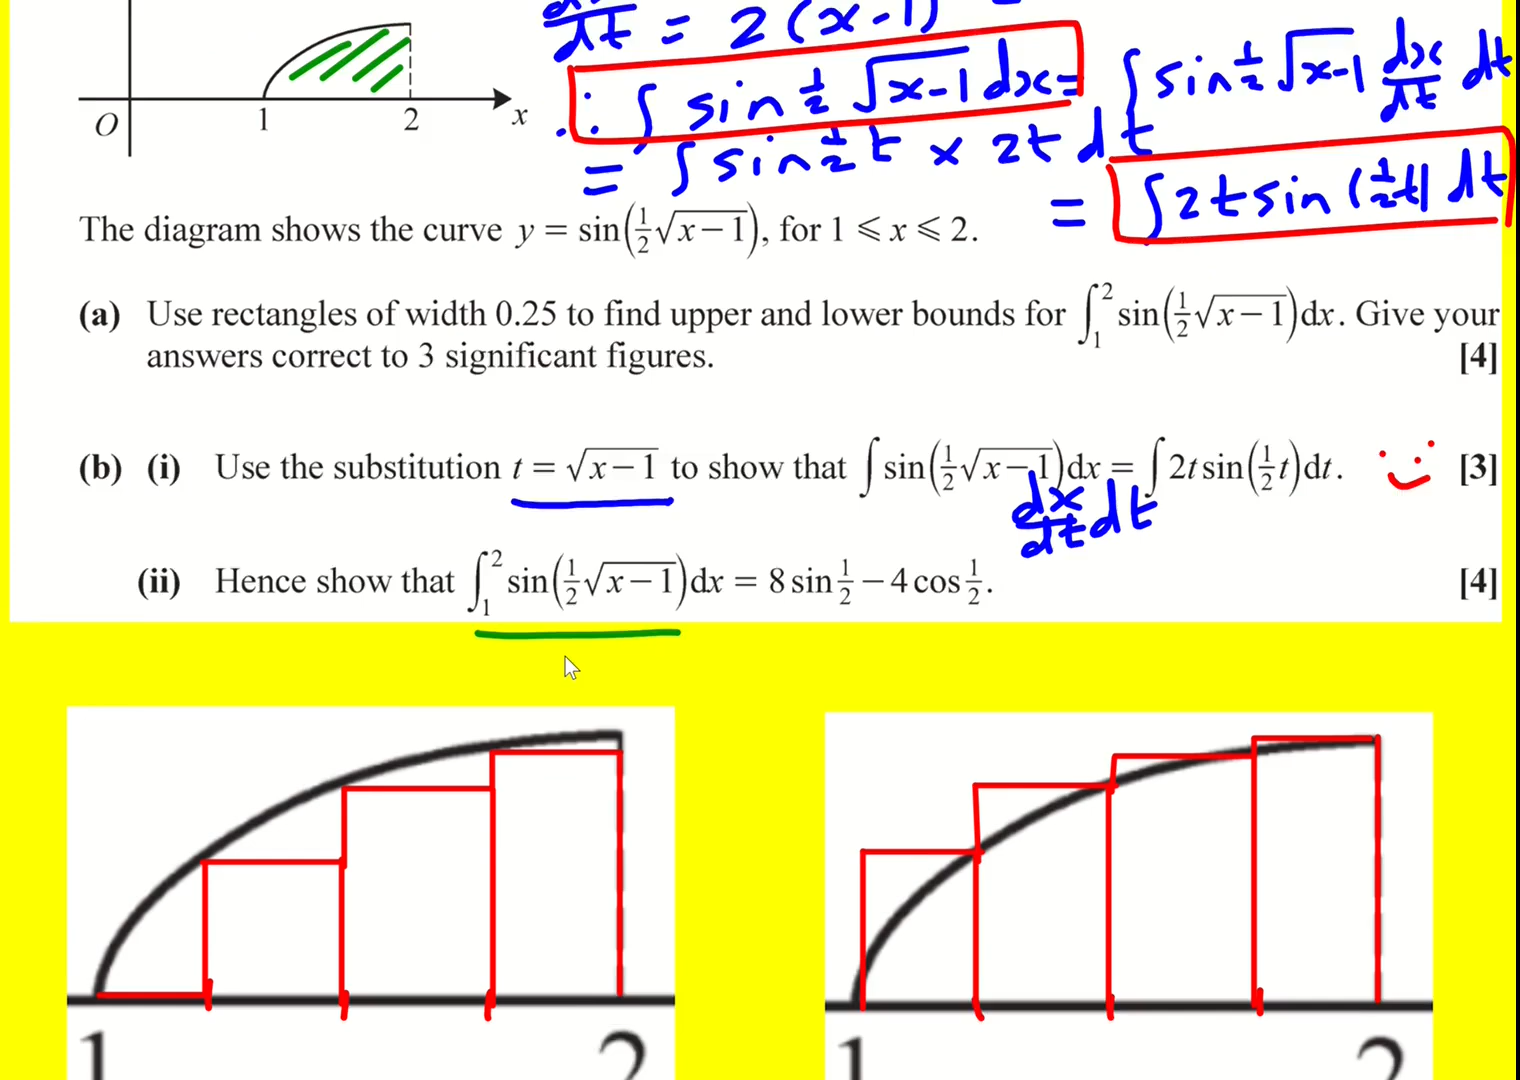 dt = 2(x-1)
∴ ∫ sin ½ √x-1 dx = ∫ sin ½ √x-1 dx/dt dt
= ∫ sin ½ t × 2t dt
= ∫ 2t sin (½t) dt
O 1 2 x
The diagram shows the curve y = sin(½√x−1), for 1 ⩽ x ⩽ 2.
(a) Use rectangles of width 0.25 to find upper and lower bounds for ∫₁² sin(½√x−1)dx. Give your
answers correct to 3 significant figures. [4]
(b) (i) Use the substitution t = √x−1 to show that ∫ sin(½√x−1)dx = ∫ 2t sin(½t)dt. [3]
dx/dt dt
(ii) Hence show that ∫₁² sin(½√x−1)dx = 8 sin ½ − 4 cos ½. [4]
1 2 1 2